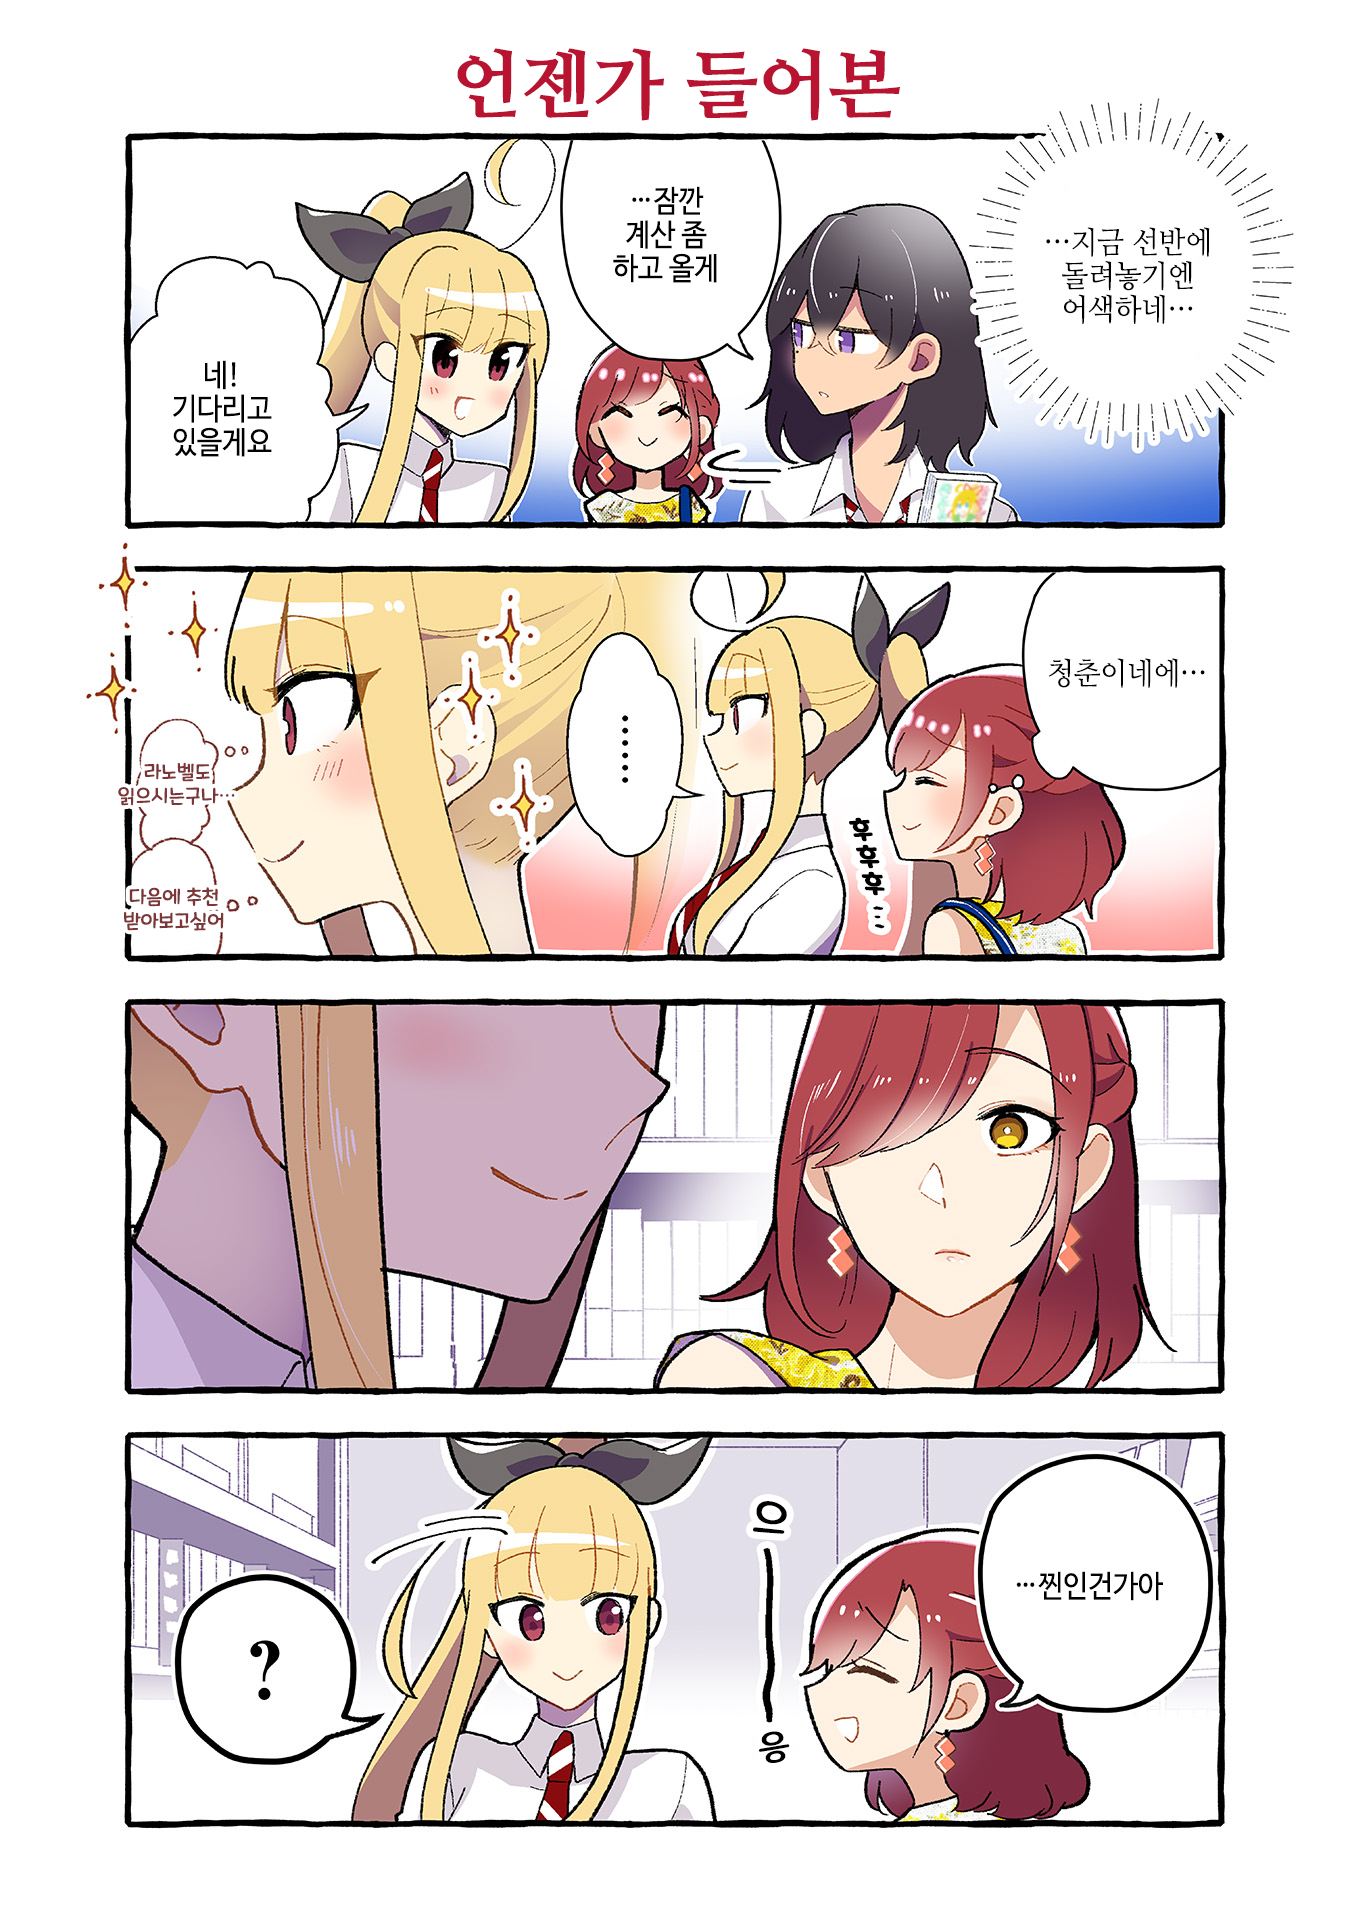 언젠가 들어본
…지금 선반에
돌려놓기엔
어색하네…
…잠깐
계산 좀
하고 올게
네!
기다리고
있을게요
청춘이네에…
후후후…
……
라노벨도
읽으시는구나…
다음에 추천
받아보고싶어
…찐인건가아
으ー응
?